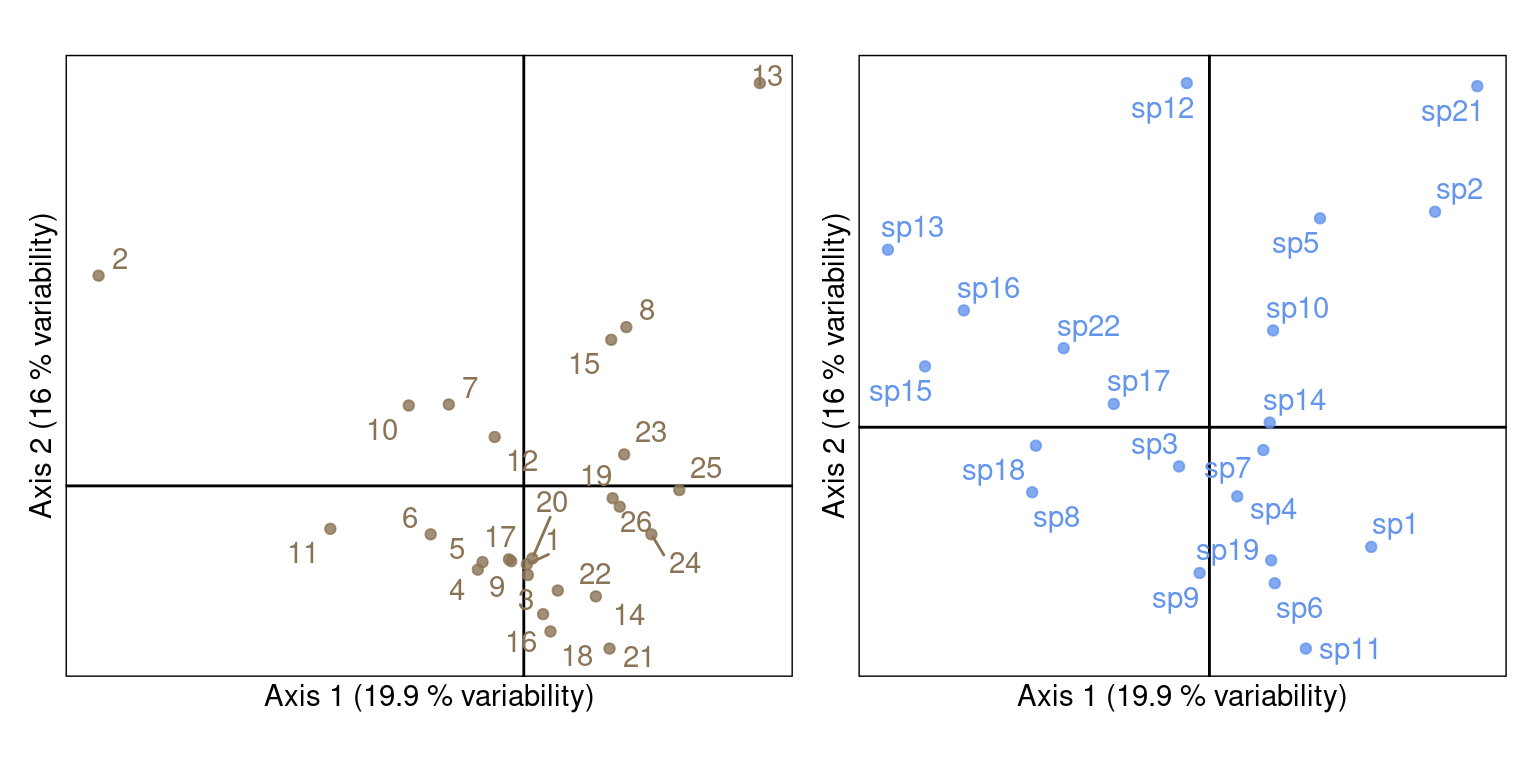 13
2
8
15
7
10
23
12
25
19
20
26
6
17
1
11
5
24
22
4
9
3
14
16
18
21
Axis 1 (19.9 % variability)
Axis 2 (16 % variability)
sp12
sp21
sp2
sp13
sp5
sp16
sp10
sp22
sp17
sp15
sp14
sp3
sp7
sp18
sp4
sp8
sp1
sp19
sp9
sp6
sp11
Axis 1 (19.9 % variability)
Axis 2 (16 % variability)